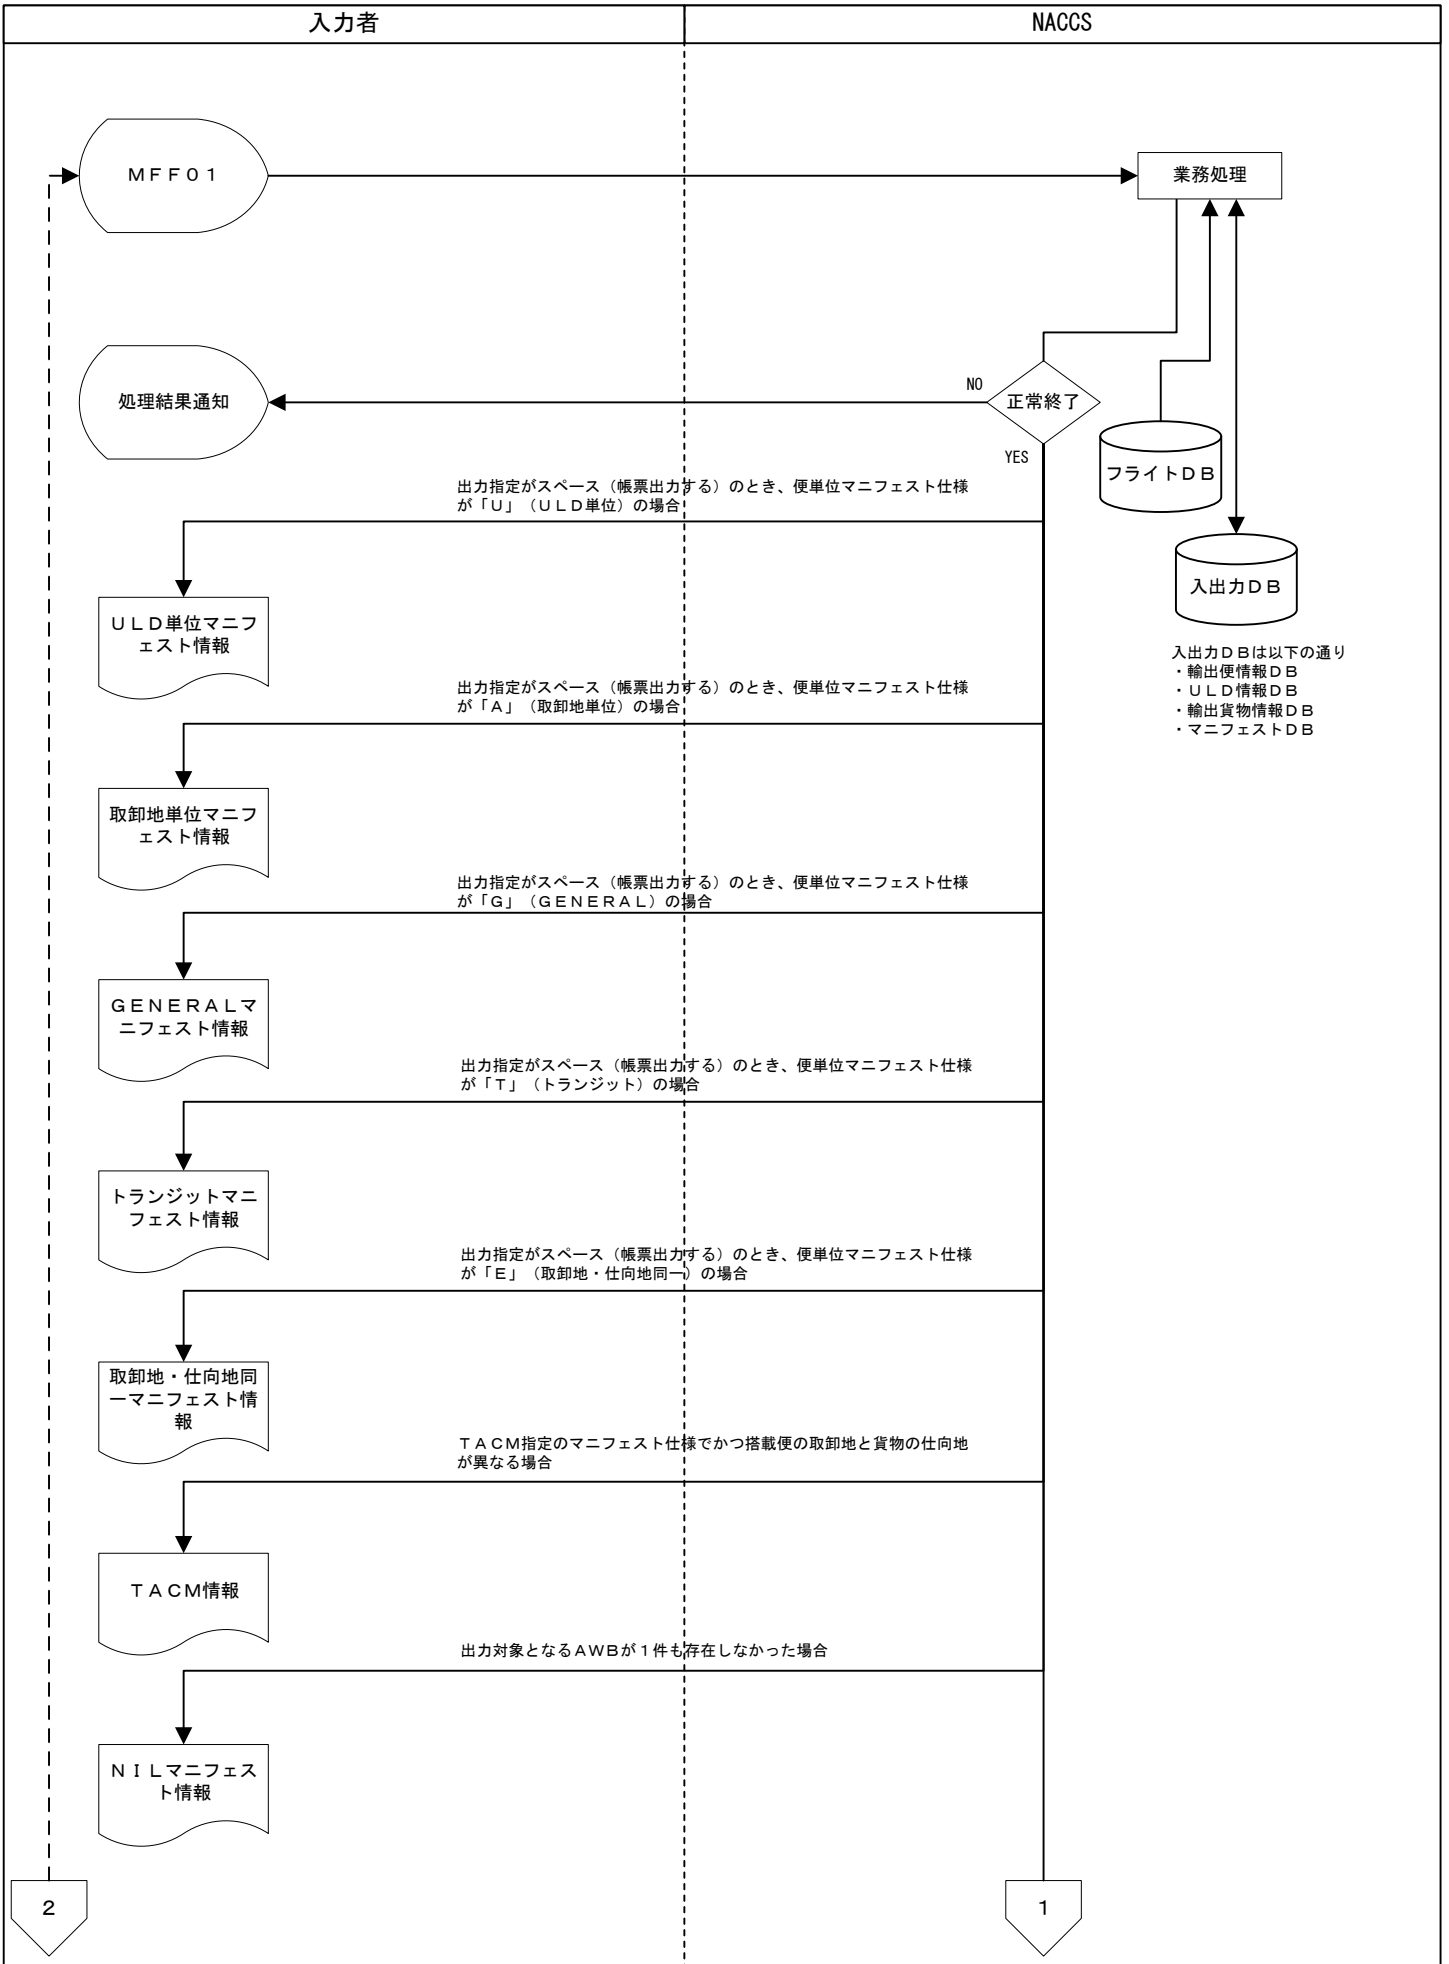 入力者
NACCS
ＭＦＦ０１
業務処理
処理結果通知
NO
正常終了
YES
フライトＤＢ
出力指定がスペース（帳票出力する）のとき、便単位マニフェスト仕様
が「Ｕ」（ＵＬＤ単位）の場合
入出力ＤＢ
ＵＬＤ単位マニフ
ェスト情報
入出力ＤＢは以下の通り
・輸出便情報ＤＢ
・ＵＬＤ情報ＤＢ
・輸出貨物情報ＤＢ
・マニフェストＤＢ
出力指定がスペース（帳票出力する）のとき、便単位マニフェスト仕様
が「Ａ」（取卸地単位）の場合
取卸地単位マニフ
ェスト情報
出力指定がスペース（帳票出力する）のとき、便単位マニフェスト仕様
が「Ｇ」（ＧＥＮＥＲＡＬ）の場合
ＧＥＮＥＲＡＬマ
ニフェスト情報
出力指定がスペース（帳票出力する）のとき、便単位マニフェスト仕様
が「Ｔ」（トランジット）の場合
トランジットマニ
フェスト情報
出力指定がスペース（帳票出力する）のとき、便単位マニフェスト仕様
が「Ｅ」（取卸地・仕向地同一）の場合
取卸地・仕向地同
一マニフェスト情
報
ＴＡＣＭ指定のマニフェスト仕様でかつ搭載便の取卸地と貨物の仕向地
が異なる場合
ＴＡＣＭ情報
出力対象となるＡＷＢが１件も存在しなかった場合
ＮＩＬマニフェス
ト情報
2
1